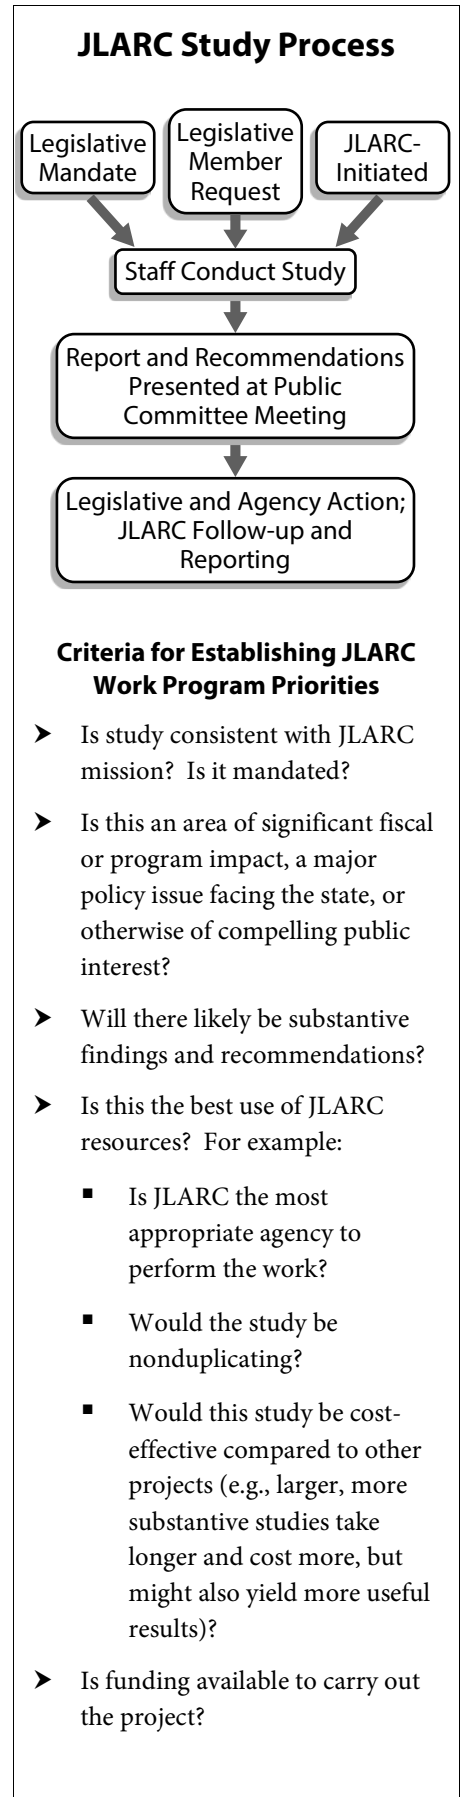 JLARC Study Process
Legislative
Mandate
Legislative
Member
Request
JLARC-
Initiated
Staff Conduct Study
Report and Recommendations
Presented at Public
Committee Meeting
Legislative and Agency Action;
JLARC Follow-up and
Reporting
Criteria for Establishing JLARC
Work Program Priorities
➤ Is study consistent with JLARC
mission?  Is it mandated?
➤ Is this an area of significant fiscal
or program impact, a major
policy issue facing the state, or
otherwise of compelling public
interest?
➤ Will there likely be substantive
findings and recommendations?
➤ Is this the best use of JLARC
resources?  For example:
▪ Is JLARC the most
appropriate agency to
perform the work?
▪ Would the study be
nonduplicating?
▪ Would this study be cost-
effective compared to other
projects (e.g., larger, more
substantive studies take
longer and cost more, but
might also yield more useful
results)?
➤ Is funding available to carry out
the project?